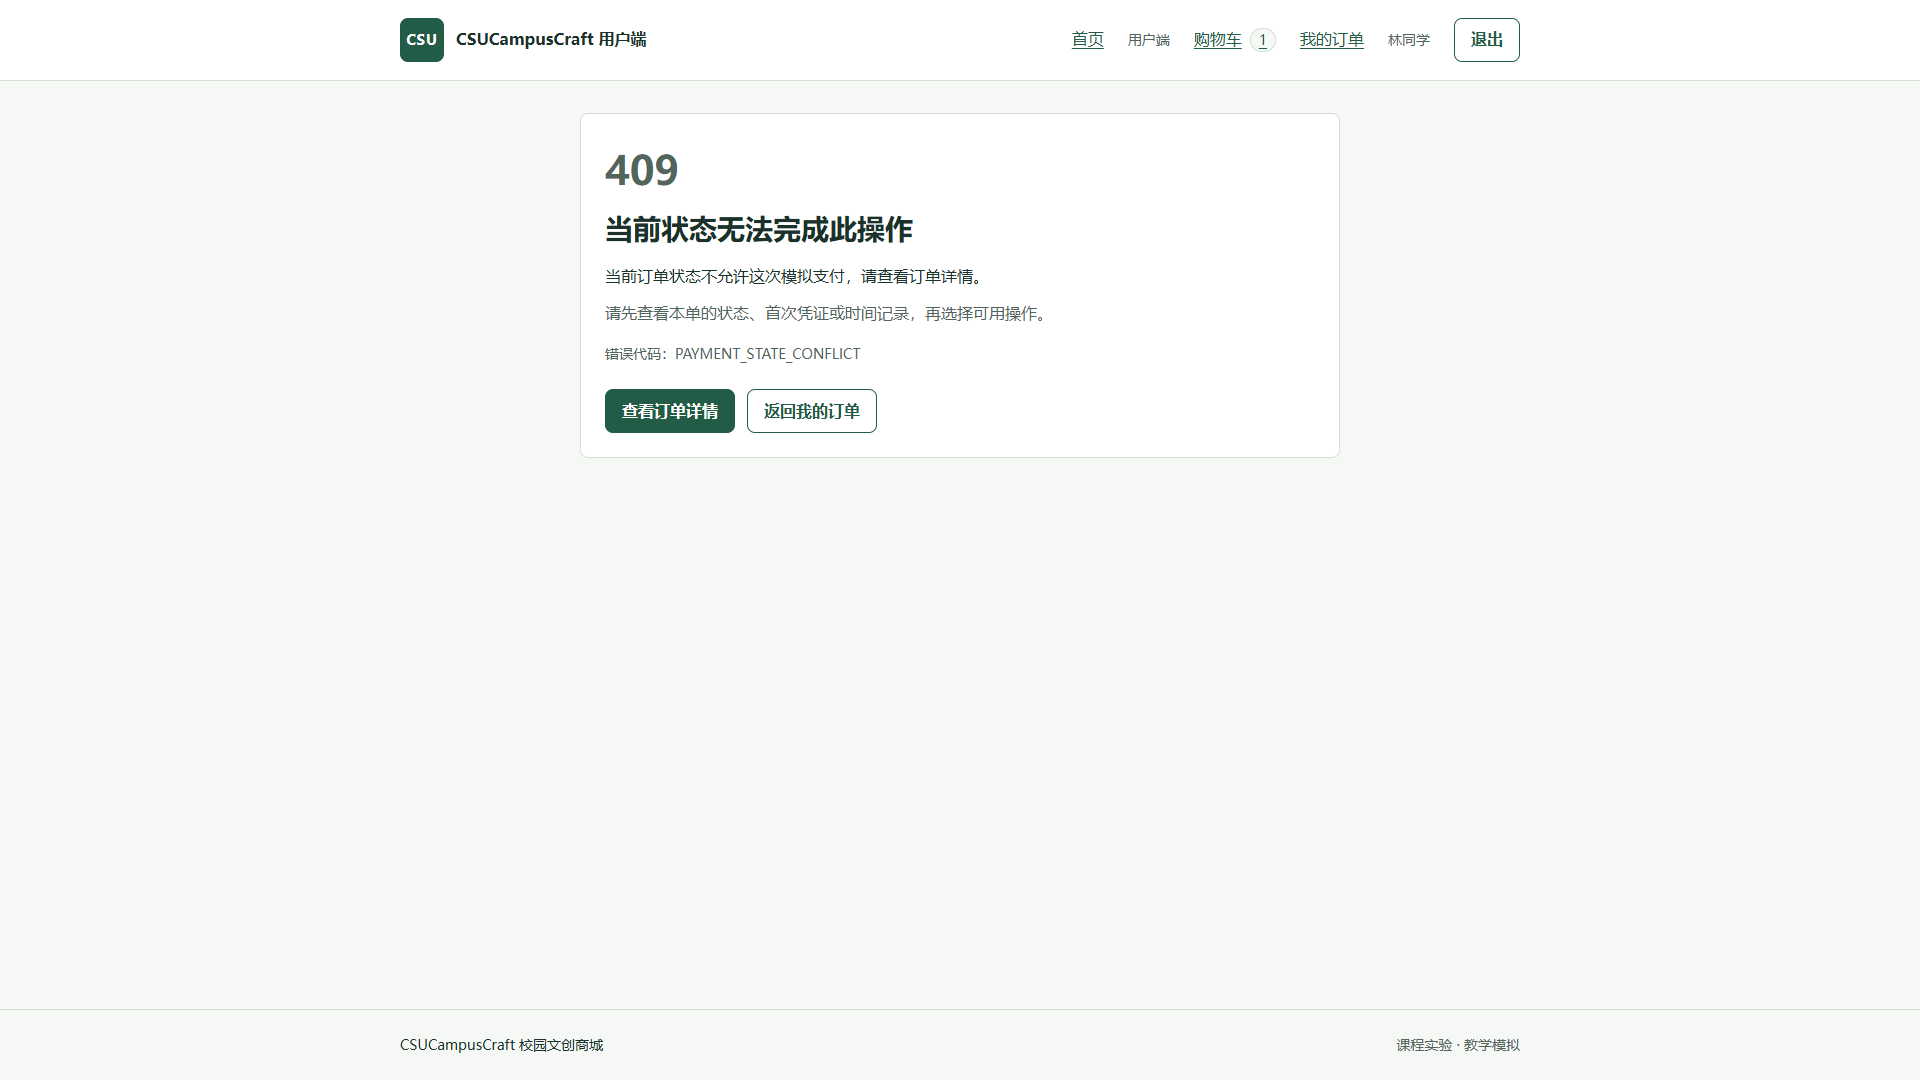 CSU CSUCampusCraft 用户端 首页 用户端 购物车 1 我的订单 林同学 退出
409
当前状态无法完成此操作
当前订单状态不允许这次模拟支付，请查看订单详情。
请先查看本单的状态、首次凭证或时间记录，再选择可用操作。
错误代码：PAYMENT_STATE_CONFLICT
查看订单详情 返回我的订单
CSUCampusCraft 校园文创商城 课程实验 · 教学模拟